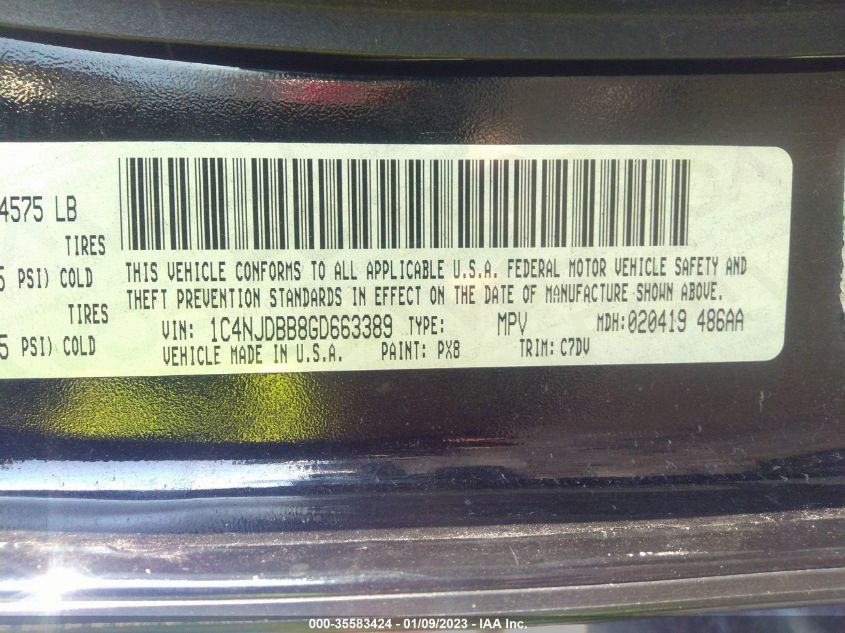 4575 LB
TIRES
5 PSI) COLD
TIRES
5 PSI) COLD
THIS VEHICLE CONFORMS TO ALL APPLICABLE U.S.A. FEDERAL MOTOR VEHICLE SAFETY AND
THEFT PREVENTION STANDARDS IN EFFECT ON THE DATE OF MANUFACTURE SHOWN ABOVE.
VIN: 1C4NJDBB8GD663389 TYPE: MPV MDH: 020419 486AA
VEHICLE MADE IN U.S.A. PAINT: PX8 TRIM: C7DV
000-35583424 - 01/09/2023 - IAA Inc.